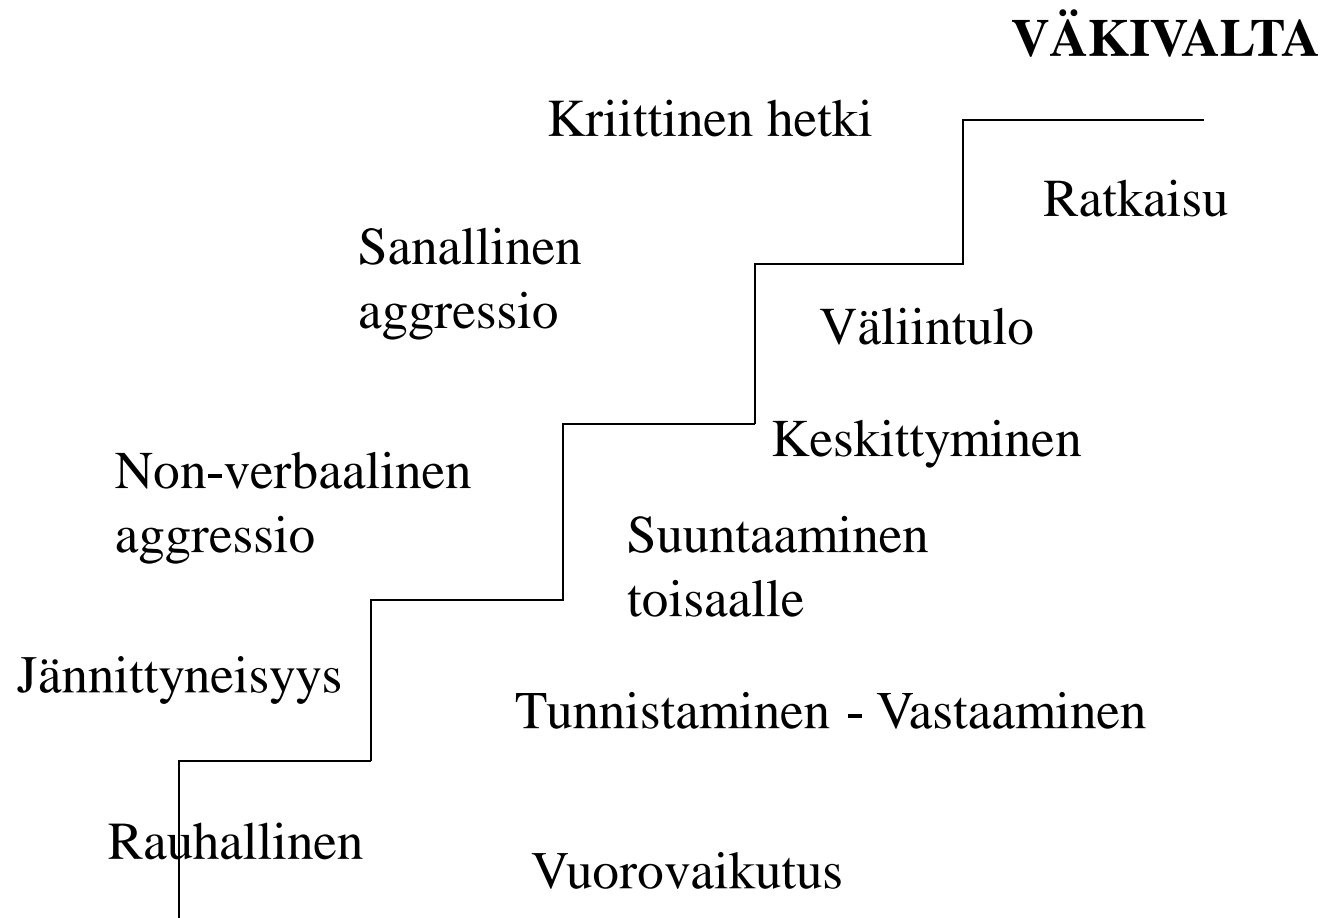 VÄKIVALTA
Kriittinen hetki
Ratkaisu
Sanallinen
aggressio
Väliintulo
Keskittyminen
Non-verbaalinen
aggressio
Suuntaaminen
toisaalle
Jännittyneisyys
Tunnistaminen - Vastaaminen
Rauhallinen
Vuorovaikutus